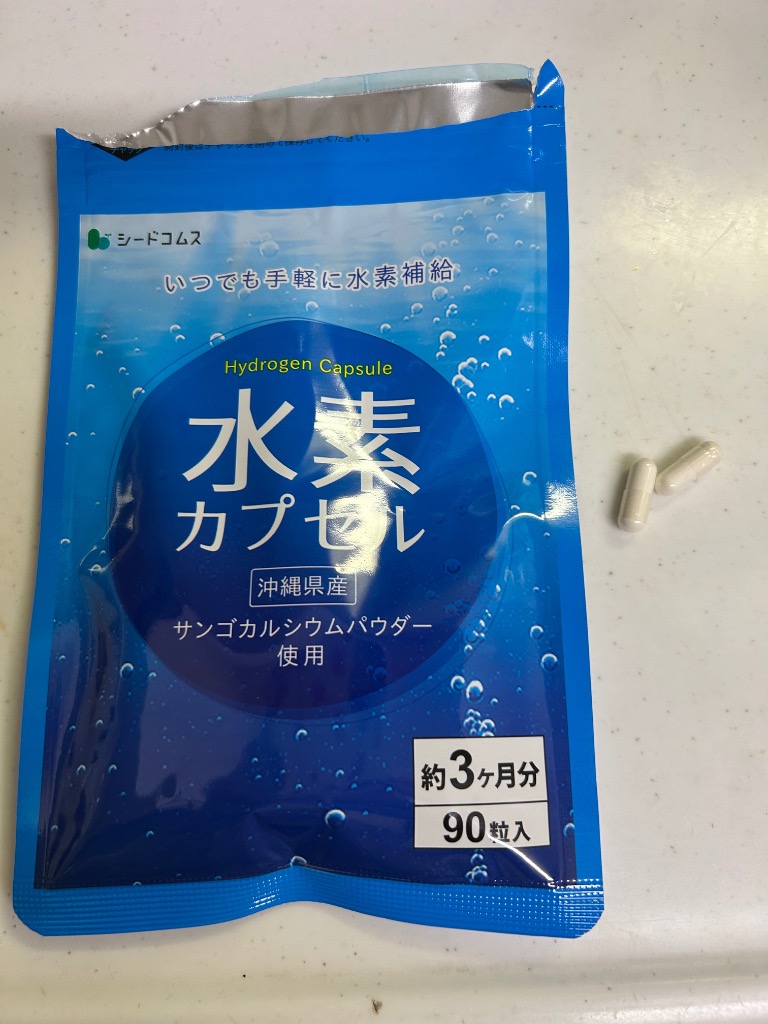 シードコムス
いつでも手軽に水素補給
Hydrogen Capsule
水素
カプセル
沖縄県産
サンゴカルシウムパウダー
使用
約3ヶ月分
90粒入